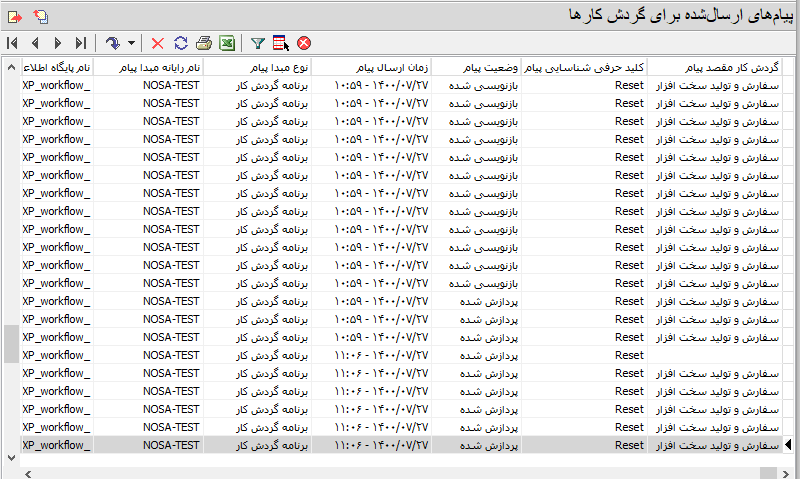 پیام‌های ارسال‌شده برای گردش کارها
گردش کار مقصد پیام کلید حرفی شناسایی پیام وضعیت پیام زمان ارسال پیام نوع مبدا پیام نام رایانه مبدا پیام نام پایگاه اطلاع
سفارش و تولید سخت افزار Reset بازنویسی شده ۱۴۰۰/۰۷/۲۷ - ۱۰:۵۹ برنامه گردش کار NOSA-TEST XP_workflow_
سفارش و تولید سخت افزار Reset بازنویسی شده ۱۴۰۰/۰۷/۲۷ - ۱۰:۵۹ برنامه گردش کار NOSA-TEST XP_workflow_
سفارش و تولید سخت افزار Reset بازنویسی شده ۱۴۰۰/۰۷/۲۷ - ۱۰:۵۹ برنامه گردش کار NOSA-TEST XP_workflow_
سفارش و تولید سخت افزار Reset بازنویسی شده ۱۴۰۰/۰۷/۲۷ - ۱۰:۵۹ برنامه گردش کار NOSA-TEST XP_workflow_
سفارش و تولید سخت افزار Reset بازنویسی شده ۱۴۰۰/۰۷/۲۷ - ۱۰:۵۹ برنامه گردش کار NOSA-TEST XP_workflow_
سفارش و تولید سخت افزار Reset بازنویسی شده ۱۴۰۰/۰۷/۲۷ - ۱۰:۵۹ برنامه گردش کار NOSA-TEST XP_workflow_
سفارش و تولید سخت افزار Reset بازنویسی شده ۱۴۰۰/۰۷/۲۷ - ۱۰:۵۹ برنامه گردش کار NOSA-TEST XP_workflow_
سفارش و تولید سخت افزار Reset بازنویسی شده ۱۴۰۰/۰۷/۲۷ - ۱۰:۵۹ برنامه گردش کار NOSA-TEST XP_workflow_
سفارش و تولید سخت افزار Reset بازنویسی شده ۱۴۰۰/۰۷/۲۷ - ۱۰:۵۹ برنامه گردش کار NOSA-TEST XP_workflow_
سفارش و تولید سخت افزار Reset بازنویسی شده ۱۴۰۰/۰۷/۲۷ - ۱۰:۵۹ برنامه گردش کار NOSA-TEST XP_workflow_
سفارش و تولید سخت افزار Reset بازنویسی شده ۱۴۰۰/۰۷/۲۷ - ۱۰:۵۹ برنامه گردش کار NOSA-TEST XP_workflow_
سفارش و تولید سخت افزار Reset بازنویسی شده ۱۴۰۰/۰۷/۲۷ - ۱۰:۵۹ برنامه گردش کار NOSA-TEST XP_workflow_
سفارش و تولید سخت افزار Reset پردازش شده ۱۴۰۰/۰۷/۲۷ - ۱۰:۵۹ برنامه گردش کار NOSA-TEST XP_workflow_
سفارش و تولید سخت افزار Reset پردازش شده ۱۴۰۰/۰۷/۲۷ - ۱۰:۵۹ برنامه گردش کار NOSA-TEST XP_workflow_
سفارش و تولید سخت افزار Reset پردازش شده ۱۴۰۰/۰۷/۲۷ - ۱۰:۵۹ برنامه گردش کار NOSA-TEST XP_workflow_
Reset پردازش شده ۱۴۰۰/۰۷/۲۷ - ۱۱:۰۶ برنامه گردش کار NOSA-TEST XP_workflow_
سفارش و تولید سخت افزار Reset پردازش شده ۱۴۰۰/۰۷/۲۷ - ۱۱:۰۶ برنامه گردش کار NOSA-TEST XP_workflow_
سفارش و تولید سخت افزار Reset پردازش شده ۱۴۰۰/۰۷/۲۷ - ۱۱:۰۶ برنامه گردش کار NOSA-TEST XP_workflow_
سفارش و تولید سخت افزار Reset پردازش شده ۱۴۰۰/۰۷/۲۷ - ۱۱:۰۶ برنامه گردش کار NOSA-TEST XP_workflow_
سفارش و تولید سخت افزار Reset پردازش شده ۱۴۰۰/۰۷/۲۷ - ۱۱:۰۶ برنامه گردش کار NOSA-TEST XP_workflow_
سفارش و تولید سخت افزار Reset پردازش شده ۱۴۰۰/۰۷/۲۷ - ۱۱:۰۶ برنامه گردش کار NOSA-TEST XP_workflow_